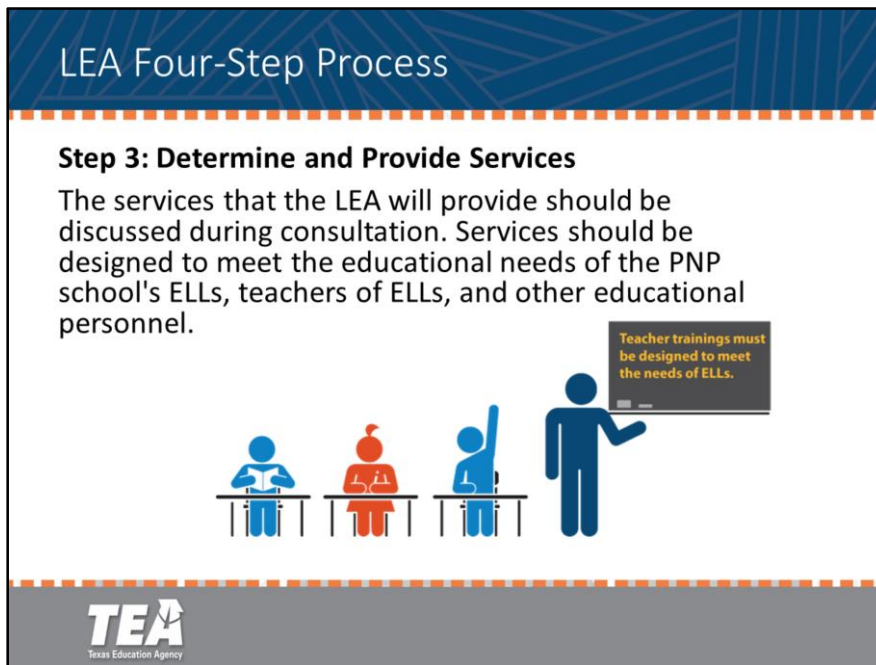 LEA Four-Step Process
Step 3: Determine and Provide Services
The services that the LEA will provide should be
discussed during consultation. Services should be
designed to meet the educational needs of the PNP
school's ELLs, teachers of ELLs, and other educational
personnel.
Teacher trainings must
be designed to meet
the needs of ELLs.
TEA
Texas Education Agency